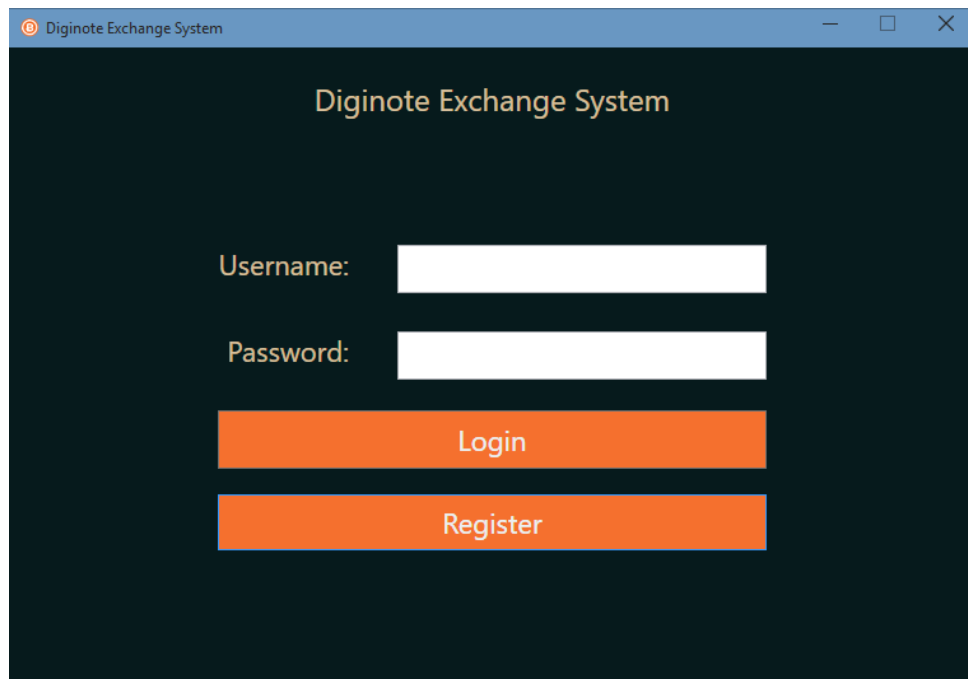 Diginote Exchange System
Diginote Exchange System
Username:
Password:
Login
Register